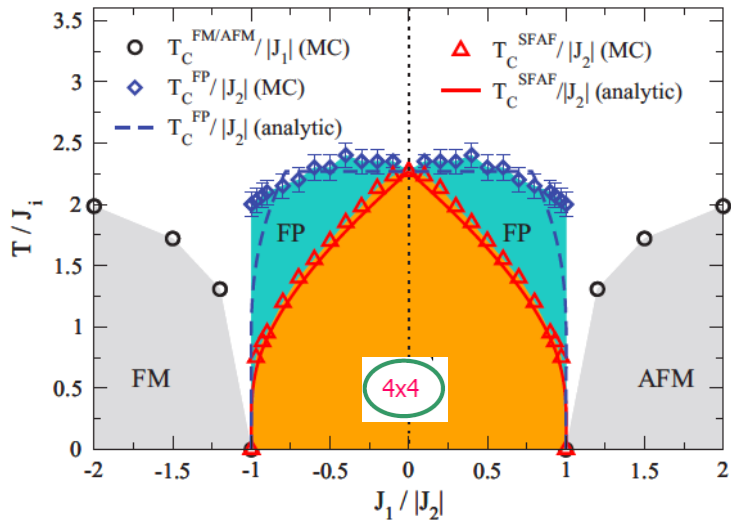 T_C^FM/AFM / |J_1| (MC)
T_C^FP / |J_2| (MC)
T_C^FP / |J_2| (analytic)
T_C^SFAF / |J_2| (MC)
T_C^SFAF / |J_2| (analytic)
T / J_i
3.5
3
2.5
2
1.5
1
0.5
0
FP
FP
FM
4x4
AFM
-2
-1.5
-1
-0.5
0
0.5
1
1.5
2
J_1 / |J_2|